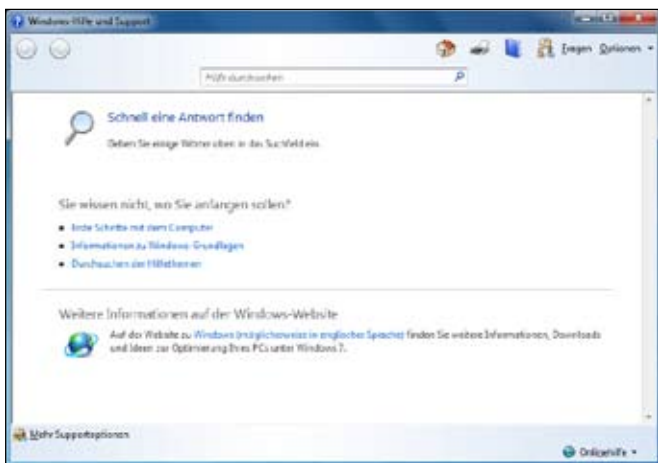 Windows-Hilfe und Support
Fragen Optionen
Hilfe durchsuchen
Schnell eine Antwort finden
Geben Sie einige Wörter oben in das Suchfeld ein.
Sie wissen nicht, wo Sie anfangen sollen?
Erste Schritte mit dem Computer
Informationen zu Windows-Grundlagen
Durchsuchen der Hilfethemen
Weitere Informationen auf der Windows-Website
Auf der Website zu Windows (möglicherweise in englischer Sprache) finden Sie weitere Informationen, Downloads
und Ideen zur Optimierung Ihres PCs unter Windows 7.
Mehr Supportoptionen
Onlinehilfe